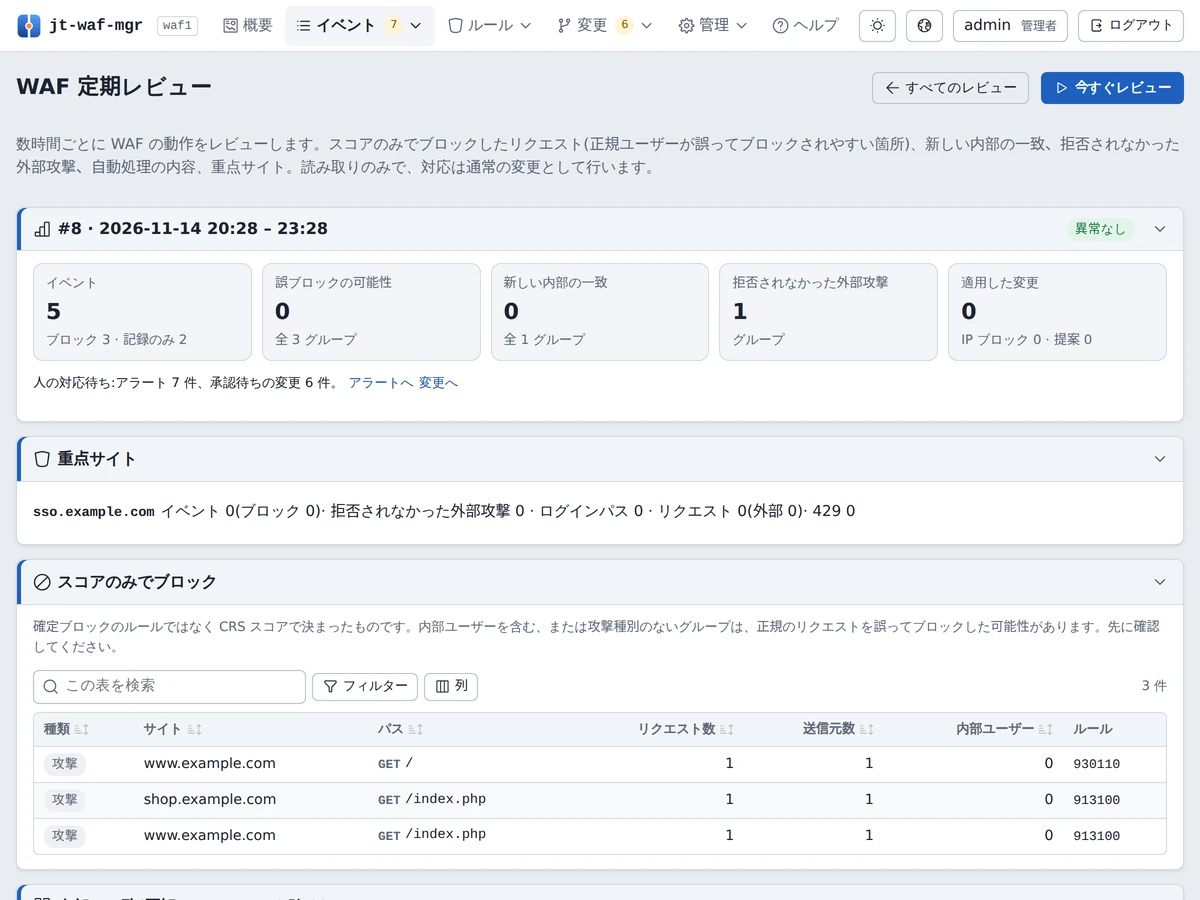 jt-waf-mgr waf1 概要 イベント 7 ルール 変更 6 管理 ヘルプ admin 管理者 ログアウト
WAF 定期レビュー
すべてのレビュー 今すぐレビュー
数時間ごとに WAF の動作をレビューします。スコアのみでブロックしたリクエスト(正規ユーザーが誤ってブロックされやすい箇所)、新しい内部の一致、拒否されなかった
外部攻撃、自動処理の内容、重点サイト。読み取りのみで、対応は通常の変更として行います。
#8 · 2026-11-14 20:28 – 23:28 異常なし
イベント 誤ブロックの可能性 新しい内部の一致 拒否されなかった外部攻撃 適用した変更
5 0 0 1 0
ブロック 3 · 記録のみ 2 全 3 グループ 全 1 グループ グループ IP ブロック 0 · 提案 0
人の対応待ち:アラート 7 件、承認待ちの変更 6 件。 アラートへ 変更へ
重点サイト
sso.example.com イベント 0(ブロック 0)· 拒否されなかった外部攻撃 0 · ログインパス 0 · リクエスト 0(外部 0)· 429 0
スコアのみでブロック
確定ブロックのルールではなく CRS スコアで決まったものです。内部ユーザーを含む、または攻撃種別のないグループは、正規のリクエストを誤ってブロックした可能性があります。先に確認
してください。
この表を検索 フィルター 列 3 件
種類 サイト パス リクエスト数 送信元数 内部ユーザー ルール
攻撃 www.example.com GET / 1 1 0 930110
攻撃 shop.example.com GET /index.php 1 1 0 913100
攻撃 www.example.com GET /index.php 1 1 0 913100